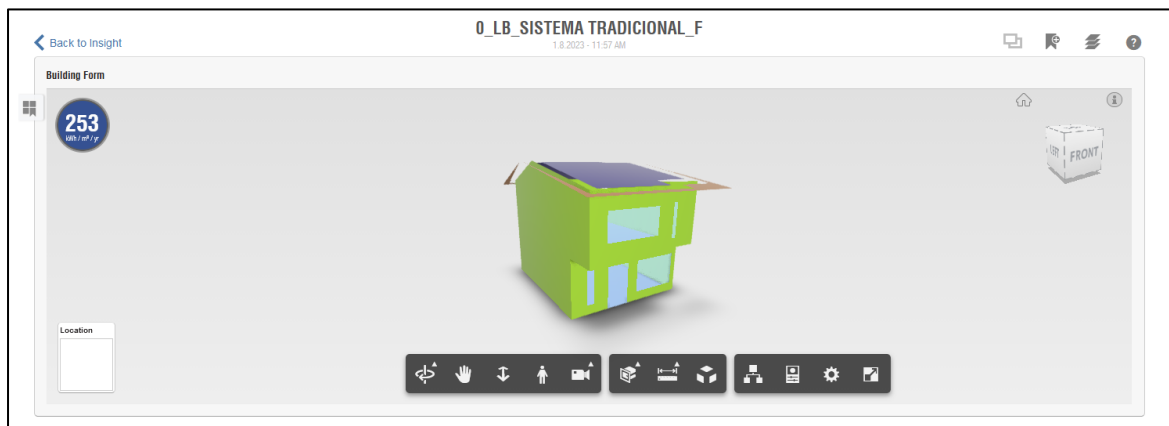 0_LB_SISTEMA TRADICIONAL_F
Back to Insight
1.8.2023 - 11:57 AM
Building Form
253
kWh / m² / yr
LEFT
FRONT
Location